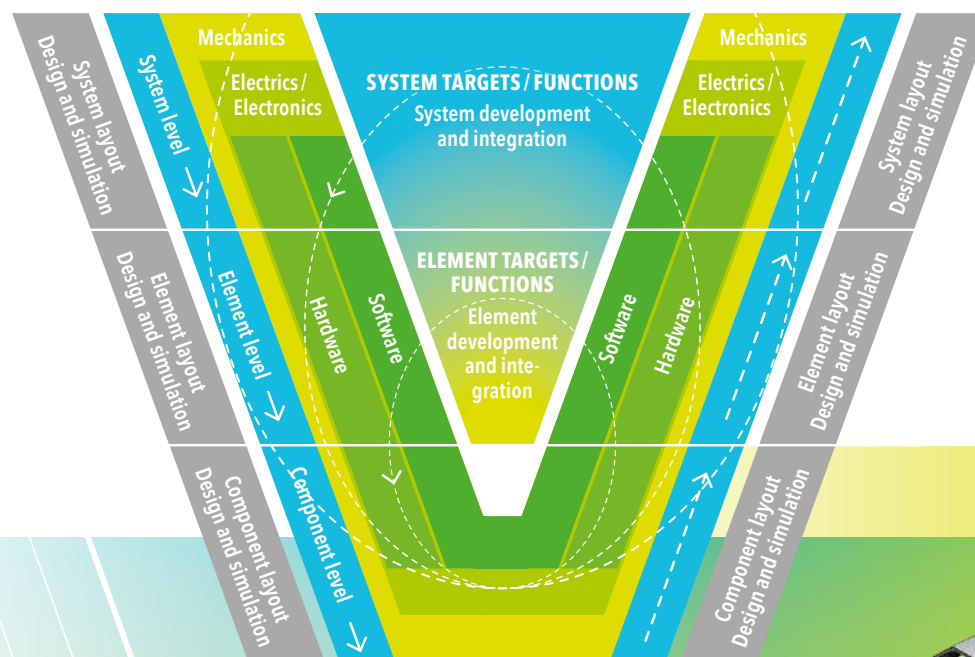 System layout
Design and simulation
System level
Mechanics
Electrics /
Electronics
SYSTEM TARGETS / FUNCTIONS
System development
and integration
Mechanics
Electrics /
Electronics
System layout
Design and simulation
Element layout
Design and simulation
Element level
Hardware
Software
ELEMENT TARGETS /
FUNCTIONS
Element
development
and inte-
gration
Software
Hardware
Element layout
Design and simulation
Component layout
Design and simulation
Component level
Component layout
Design and simulation